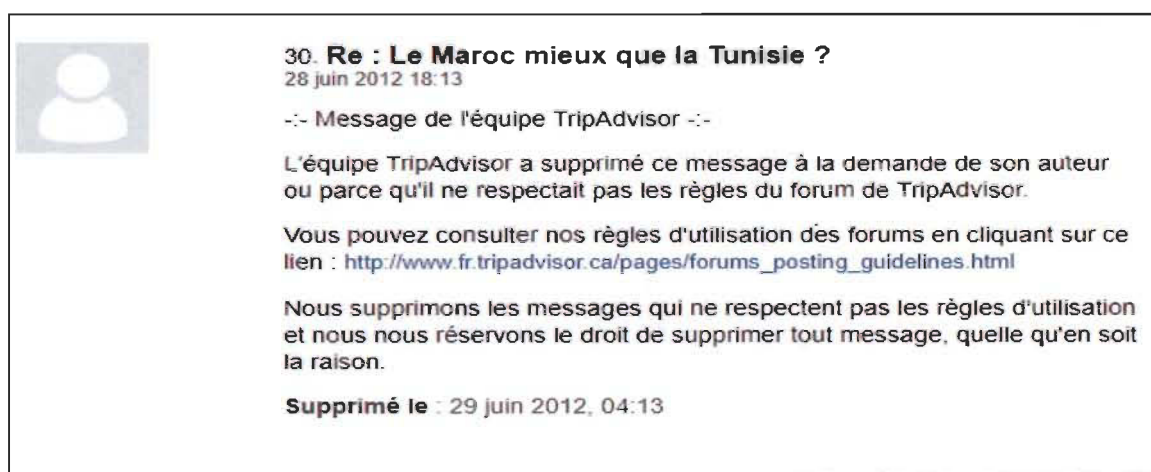 30. Re : Le Maroc mieux que la Tunisie ?
28 juin 2012 18:13
-:- Message de l'équipe TripAdvisor -:-
L'équipe TripAdvisor a supprimé ce message à la demande de son auteur
ou parce qu'il ne respectait pas les règles du forum de TripAdvisor.
Vous pouvez consulter nos règles d'utilisation des forums en cliquant sur ce
lien : http://www.fr.tripadvisor.ca/pages/forums_posting_guidelines.html
Nous supprimons les messages qui ne respectent pas les règles d'utilisation
et nous nous réservons le droit de supprimer tout message, quelle qu'en soit
la raison.
Supprimé le : 29 juin 2012, 04:13